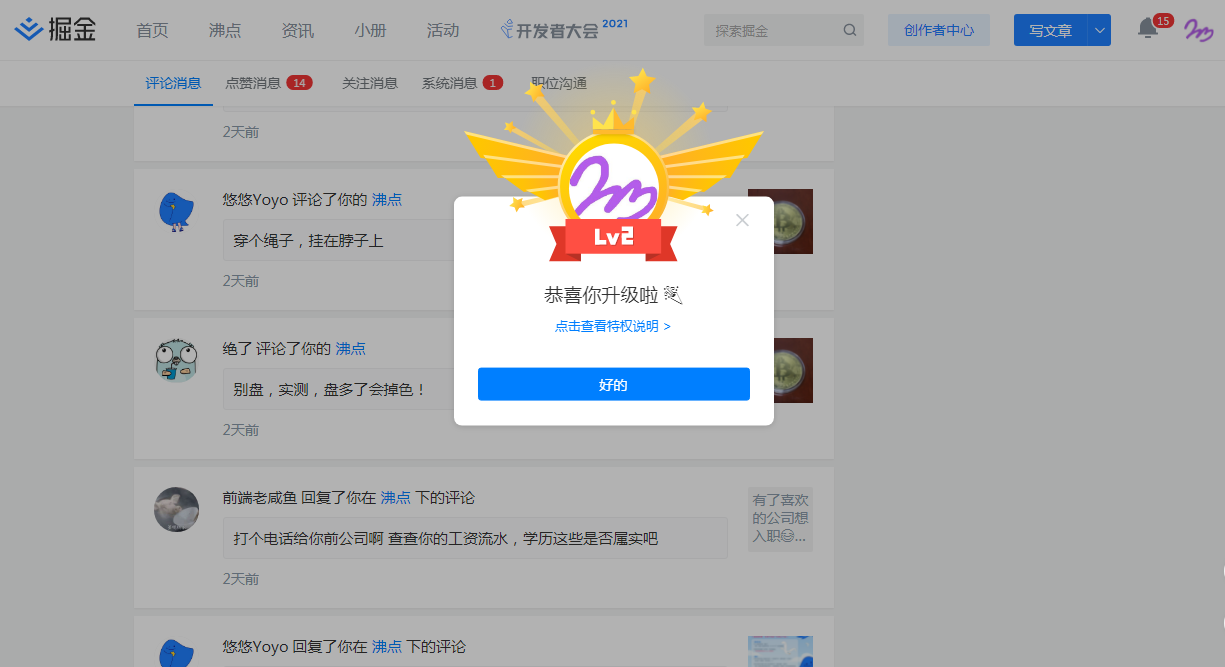 掘金
首页 沸点 资讯 小册 活动 开发者大会 2021
探索掘金
创作者中心
写文章
15
评论消息 点赞消息 14 关注消息 系统消息 1 职位沟通
2天前
悠悠Yoyo 评论了你的 沸点
穿个绳子，挂在脖子上
2天前
Lv2
恭喜你升级啦
点击查看特权说明 >
好的
绝了 评论了你的 沸点
别盘，实测，盘多了会掉色！
2天前
前端老咸鱼 回复了你在 沸点 下的评论
打个电话给你前公司啊 查查你的工资流水，学历这些是否属实吧
有了喜欢
的公司想
入职😅...
2天前
悠悠Yoyo 回复了你在 沸点 下的评论